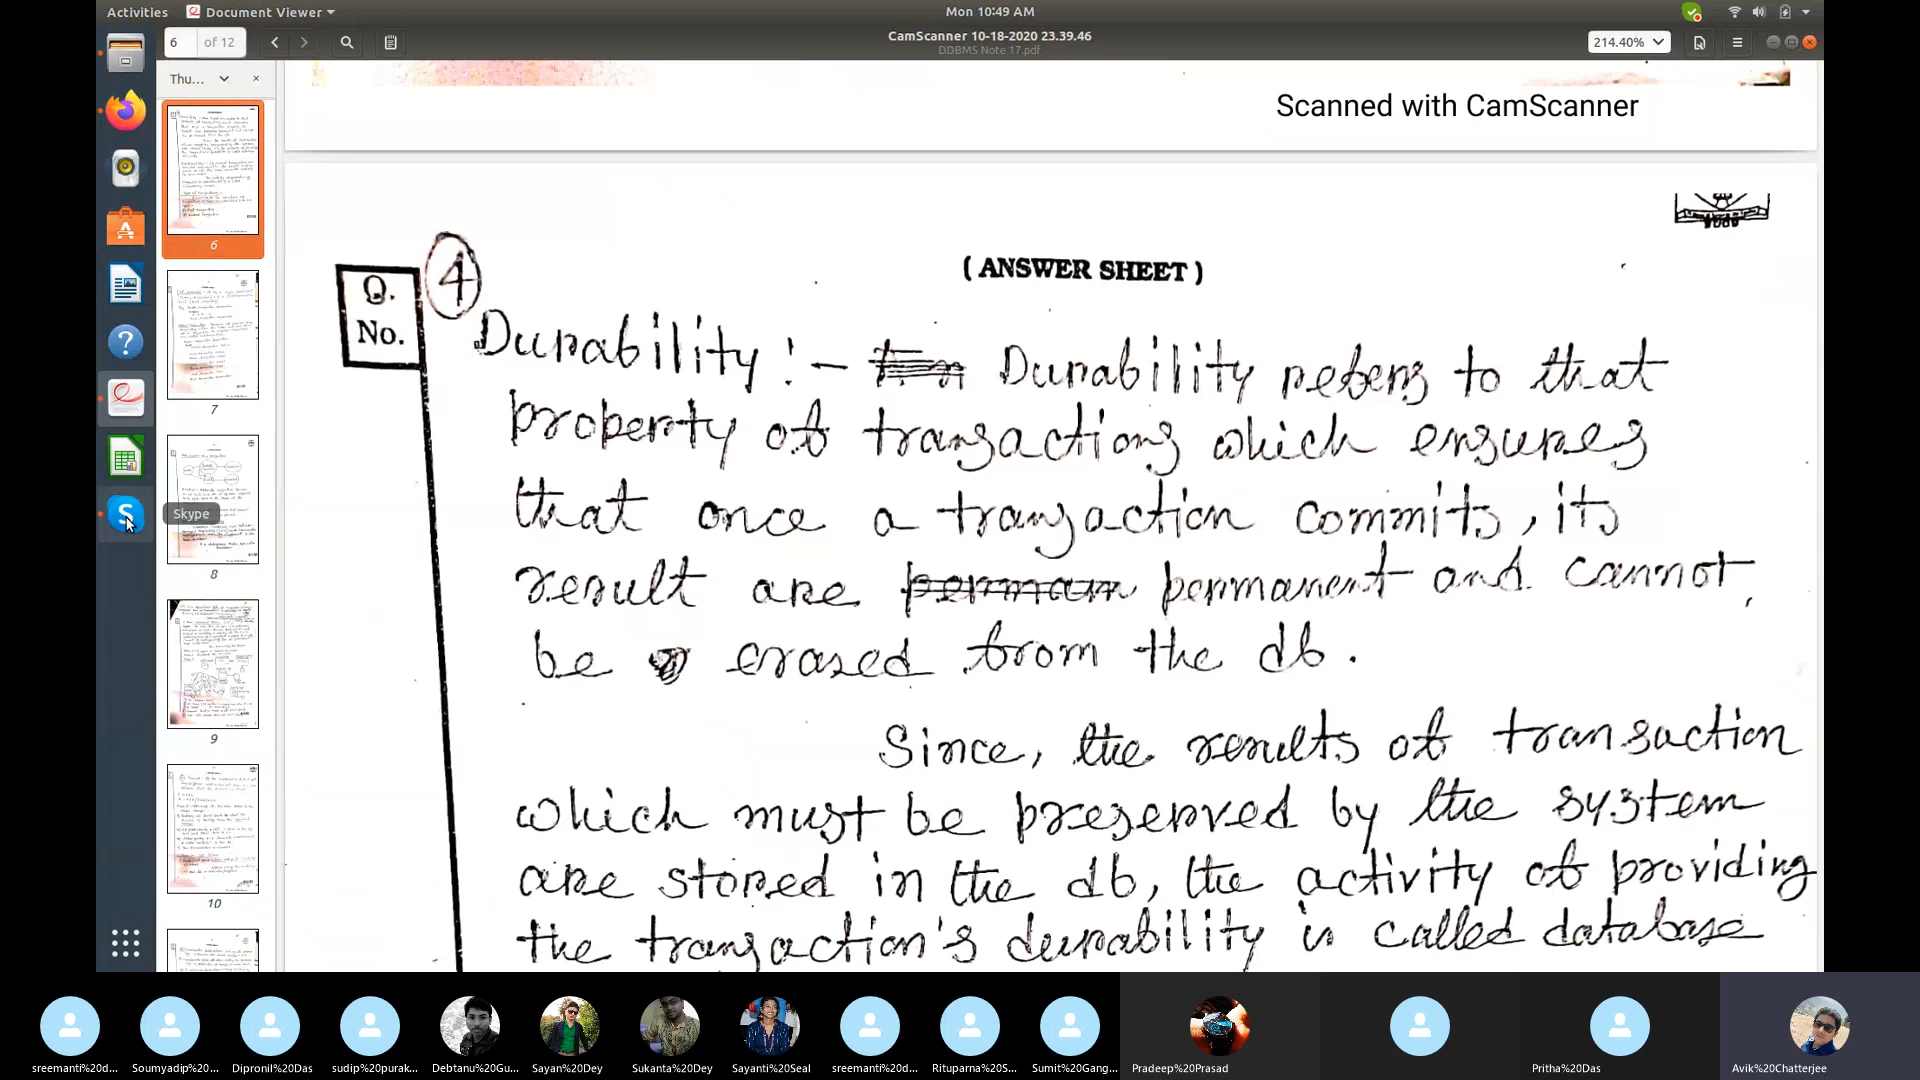 Activities
Document Viewer
Mon 10:49 AM
6
of 12
CamScanner 10-18-2020 23.39.46
DDBMS Note 17.pdf
214.40%
Thu...
6
7
8
9
10
Skype
Scanned with CamScanner
( ANSWER SHEET )
Q.
No.
4
Durability :- Durability refers to that
property of transactions which ensures
that once a transaction commits, its
result are permanent and cannot
be erased from the db.
Since, the results of transaction
which must be preserved by the system
are stored in the db, the activity of providing
the transaction's durability is called database
sreemanti%20d...
Soumyadip%20...
Dipronil%20Das
sudip%20purak...
Debtanu%20Gu...
Sayan%20Dey
Sukanta%20Dey
Sayanti%20Seal
sreemanti%20d...
Rituparna%20S...
Sumit%20Gang...
Pradeep%20Prasad
Pritha%20Das
Avik%20Chatterjee